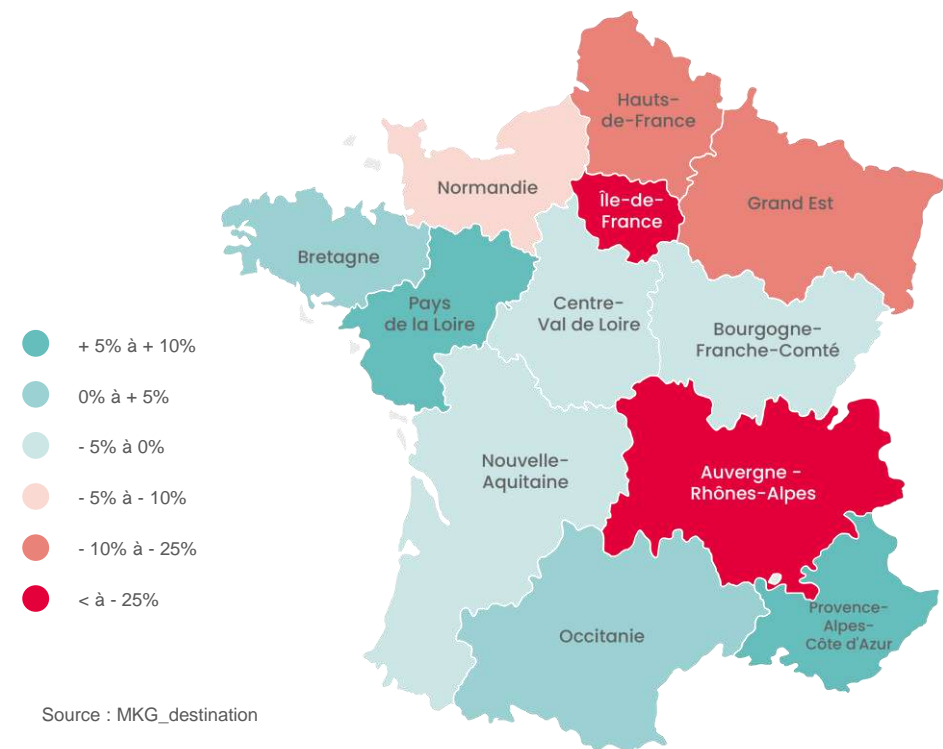 Hauts-
de-France
Normandie
Île-de-
France
Grand Est
Bretagne
Pays
de la Loire
Centre-
Val de Loire
Bourgogne-
Franche-Comté
+ 5% à + 10%
0% à + 5%
- 5% à 0%
- 5% à - 10%
- 10% à - 25%
< à - 25%
Nouvelle-
Aquitaine
Auvergne -
Rhônes-Alpes
Occitanie
Provence-
Alpes-
Côte d'Azur
Source : MKG_destination